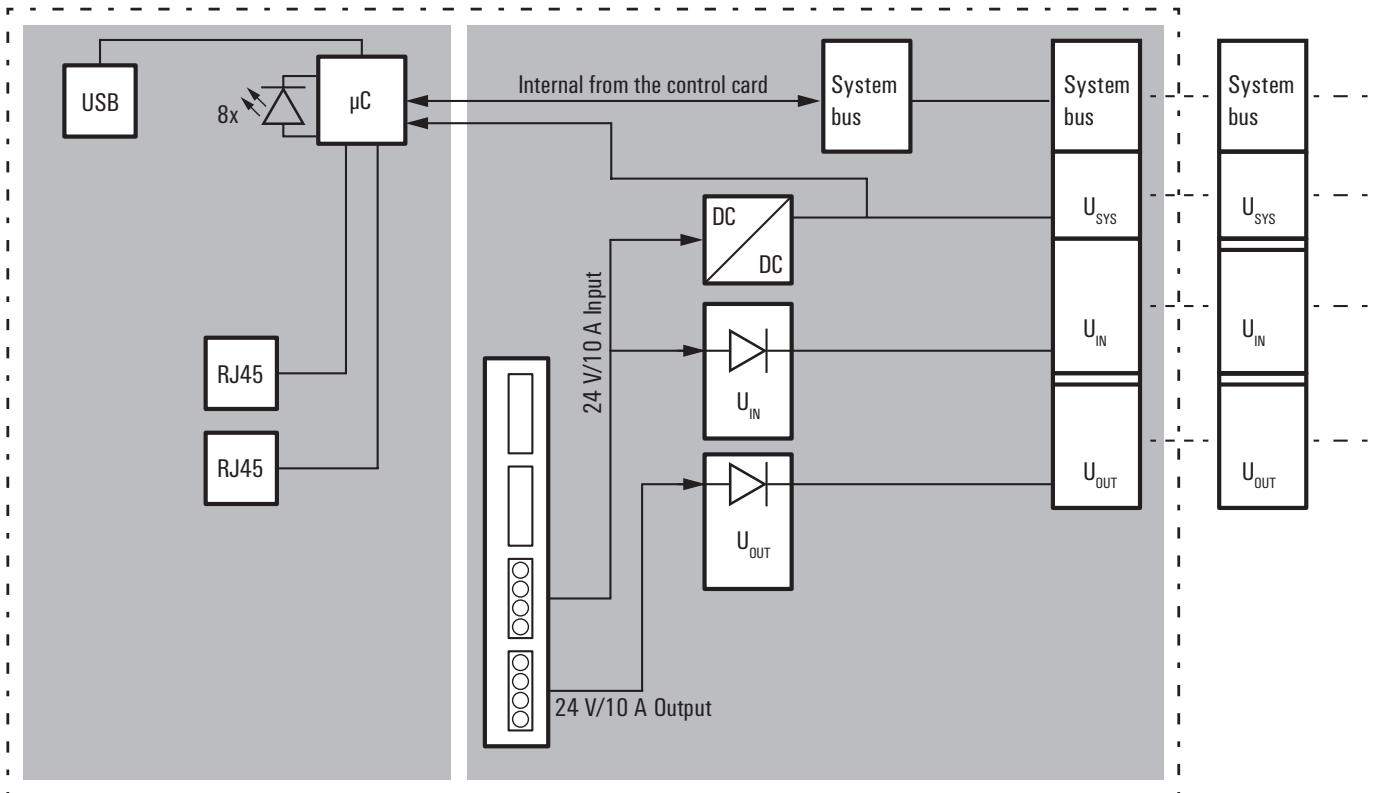 USB
8x
µC
Internal from the control card
System
bus
System
bus
System
bus
DC
DC
U_SYS
U_SYS
24 V/10 A Input
RJ45
U_IN
U_IN
U_IN
RJ45
U_OUT
U_OUT
U_OUT
24 V/10 A Output